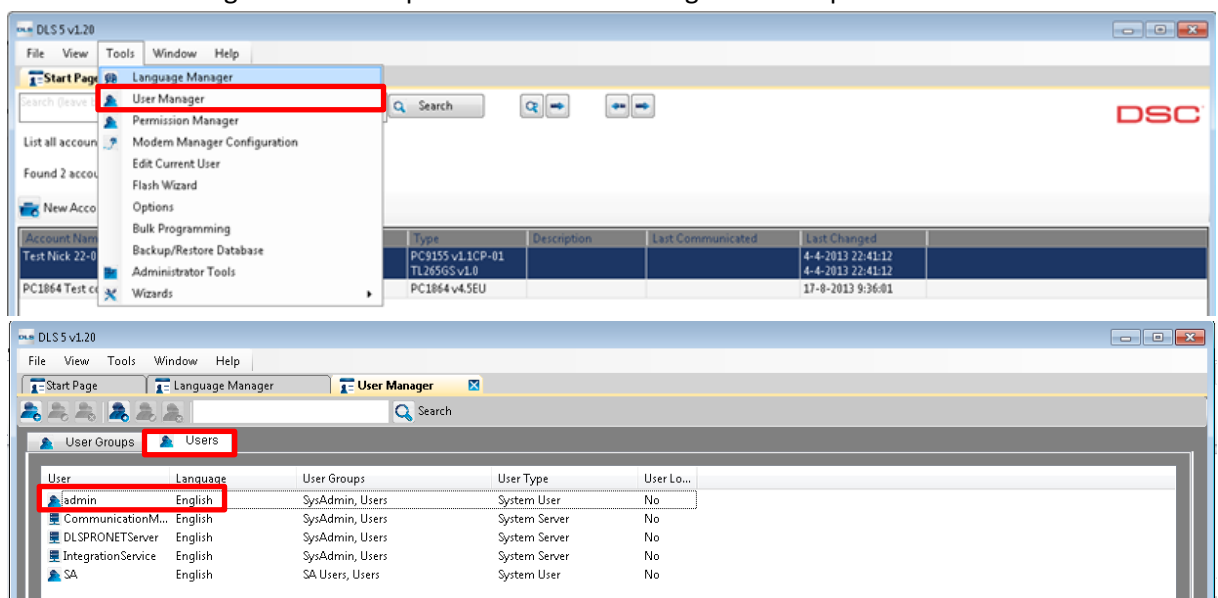 DLS 5 v1.20
File View Tools Window Help
Start Page
Language Manager
User Manager
Permission Manager
Modem Manager Configuration
Edit Current User
Flash Wizard
Options
Bulk Programming
Backup/Restore Database
Administrator Tools
Wizards
Search (leave
Search
DSC
List all accoun
Found 2 accou
New Acco
Account Nam Type Description Last Communicated Last Changed
Test Nick 22-0 PC9155 v1.1CP-01 4-4-2013 22:41:12
TL265GS v1.0 4-4-2013 22:41:12
PC1864 Test co PC1864 v4.5EU 17-8-2013 9:36:01
DLS 5 v1.20
File View Tools Window Help
Start Page Language Manager User Manager
Search
User Groups Users
User Language User Groups User Type User Lo...
admin English SysAdmin, Users System User No
CommunicationM... English SysAdmin, Users System Server No
DLSPRONETServer English SysAdmin, Users System Server No
IntegrationService English SysAdmin, Users System Server No
SA English SA Users, Users System User No